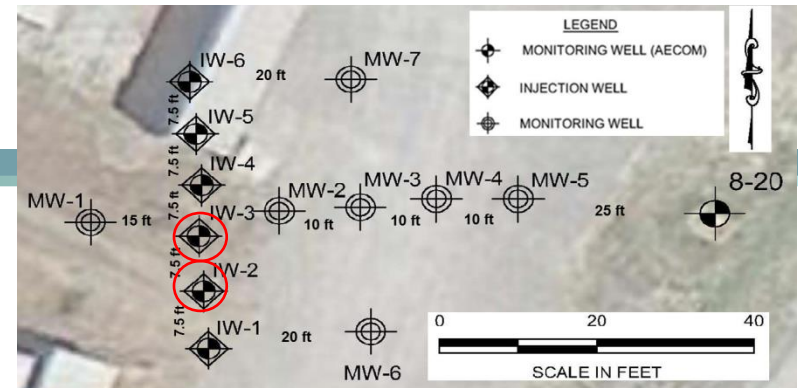 LEGEND
MONITORING WELL (AECOM)
INJECTION WELL
MONITORING WELL
IW-6
20 ft
MW-7
7.5 ft
IW-5
7.5 ft
IW-4
7.5 ft
MW-1
15 ft
IW-3
MW-2
10 ft
MW-3
10 ft
MW-4
10 ft
MW-5
25 ft
8-20
7.5 ft
IW-2
7.5 ft
IW-1
20 ft
MW-6
0
20
40
SCALE IN FEET